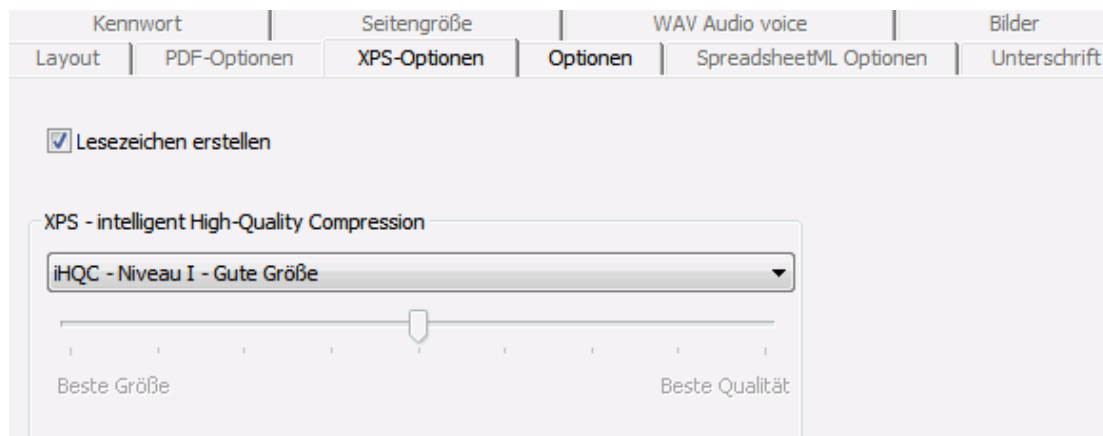 Kennwort Seitengröße WAV Audio voice Bilder
Layout PDF-Optionen XPS-Optionen Optionen SpreadsheetML Optionen Unterschrift
Lesezeichen erstellen
XPS - intelligent High-Quality Compression
iHQC - Niveau I - Gute Größe
Beste Größe Beste Qualität